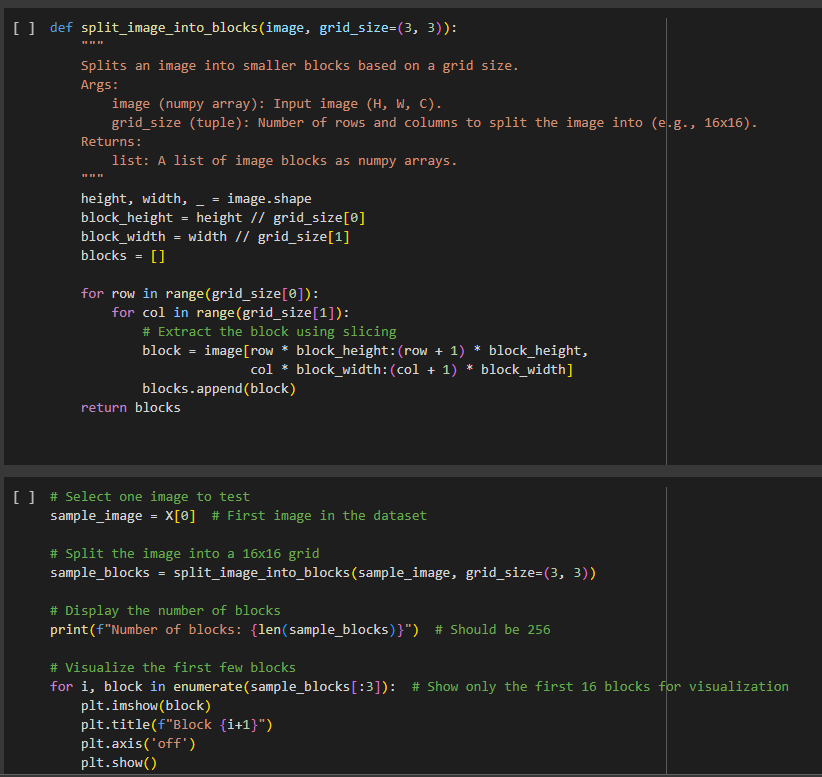 [ ] def split_image_into_blocks(image, grid_size=(3, 3)):
"""
Splits an image into smaller blocks based on a grid size.
Args:
image (numpy array): Input image (H, W, C).
grid_size (tuple): Number of rows and columns to split the image into (e.g., 16x16).
Returns:
list: A list of image blocks as numpy arrays.
"""
height, width, _ = image.shape
block_height = height // grid_size[0]
block_width = width // grid_size[1]
blocks = []
for row in range(grid_size[0]):
for col in range(grid_size[1]):
# Extract the block using slicing
block = image[row * block_height:(row + 1) * block_height,
col * block_width:(col + 1) * block_width]
blocks.append(block)
return blocks
[ ] # Select one image to test
sample_image = X[0]  # First image in the dataset
# Split the image into a 16x16 grid
sample_blocks = split_image_into_blocks(sample_image, grid_size=(3, 3))
# Display the number of blocks
print(f"Number of blocks: {len(sample_blocks)}")  # Should be 256
# Visualize the first few blocks
for i, block in enumerate(sample_blocks[:3]):  # Show only the first 16 blocks for visualization
plt.imshow(block)
plt.title(f"Block {i+1}")
plt.axis('off')
plt.show()